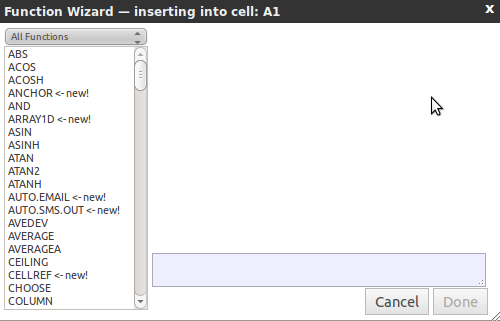 Function Wizard — inserting into cell: A1 x
All Functions
ABS
ACOS
ACOSH
ANCHOR <-new!
AND
ARRAY1D <-new!
ASIN
ASINH
ATAN
ATAN2
ATANH
AUTO.EMAIL <-new!
AUTO.SMS.OUT <-new!
AVEDEV
AVERAGE
AVERAGEA
CEILING
CELLREF <-new!
CHOOSE
COLUMN
Cancel Done